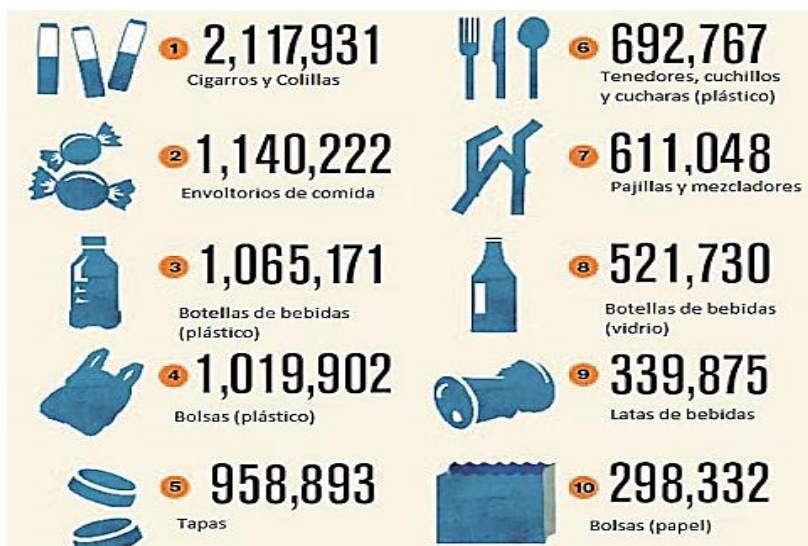 1 2,117,931
Cigarros y Colillas
2 1,140,222
Envoltorios de comida
3 1,065,171
Botellas de bebidas
(plástico)
4 1,019,902
Bolsas (plástico)
5 958,893
Tapas
6 692,767
Tenedores, cuchillos
y cucharas (plástico)
7 611,048
Pajillas y mezcladores
8 521,730
Botellas de bebidas
(vidrio)
9 339,875
Latas de bebidas
10 298,332
Bolsas (papel)